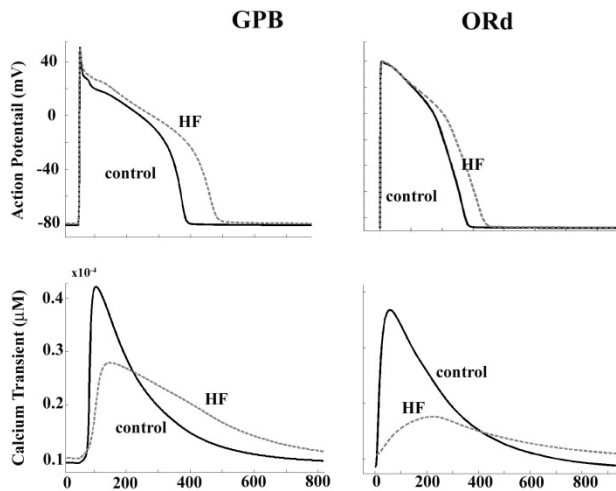 GPB
ORd
Action Potentail (mV)
40
0
-40
-80
HF
control
HF
control
Calcium Transient (μM)
x10-4
0.4
0.3
0.2
0.1
control
HF
0
200
400
600
800
control
HF
0
200
400
600
800